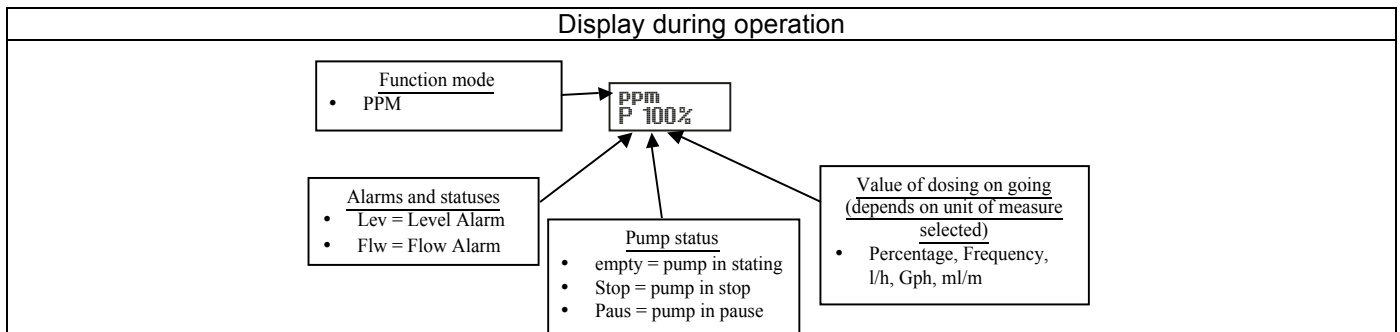 Display during operation
Function mode
• PPM
ppm
P 100%
Alarms and statuses
• Lev = Level Alarm
• Flw = Flow Alarm
Pump status
• empty = pump in stating
• Stop = pump in stop
• Paus = pump in pause
Value of dosing on going
(depends on unit of measure
selected)
• Percentage, Frequency,
l/h, Gph, ml/m